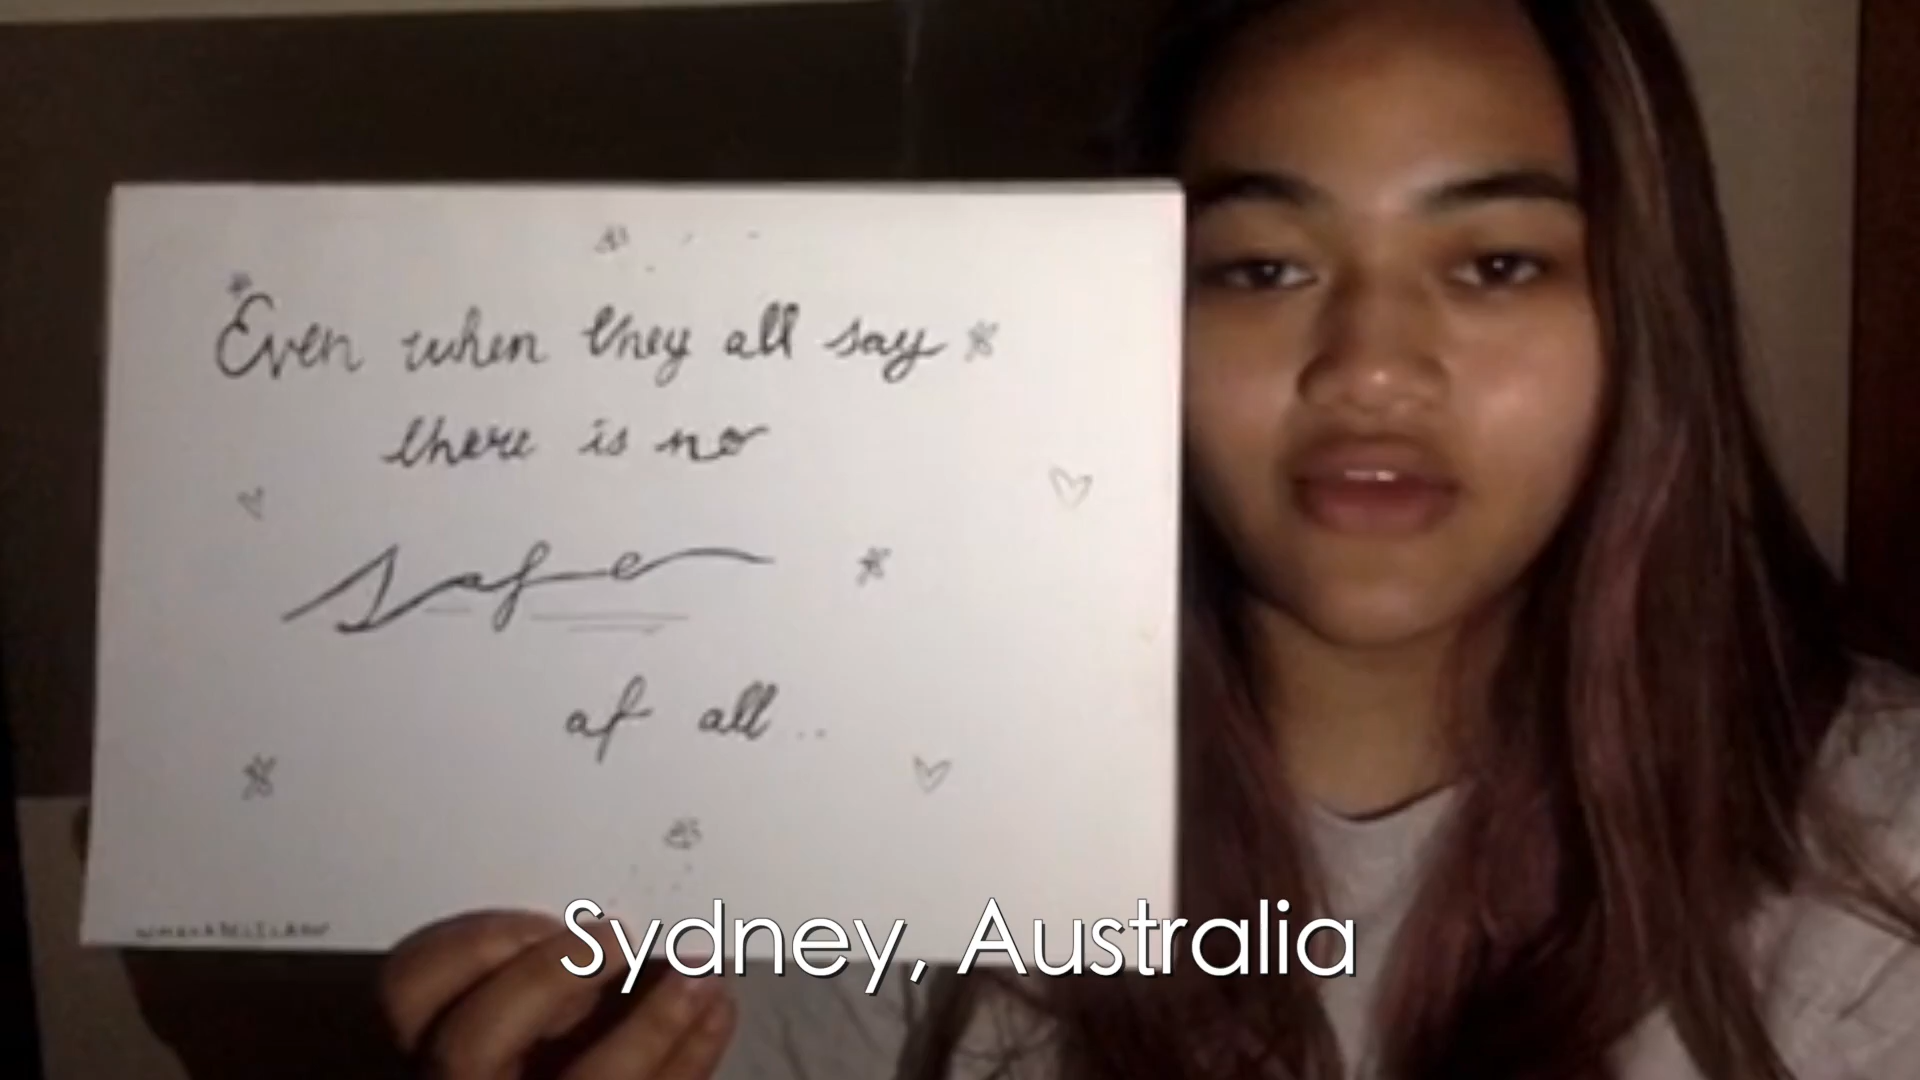 Even when they all say
there is no
safe
at all..
Sydney, Australia